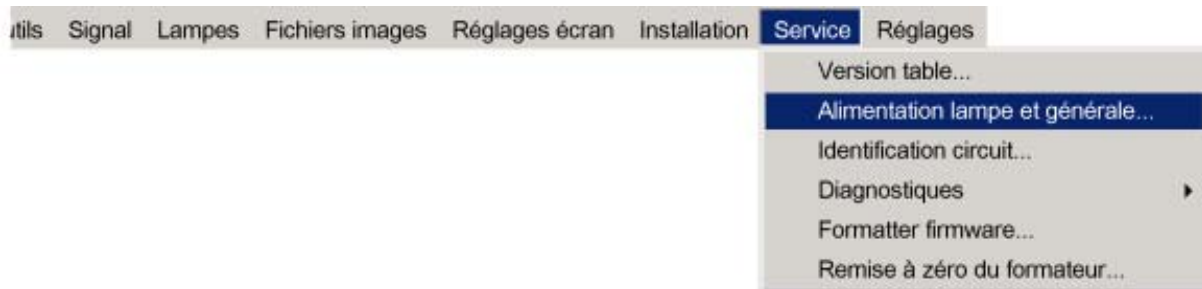 Signal Lampes Fichiers images Réglages écran Installation Service Réglages
Version table...
Alimentation lampe et générale...
Identification circuit...
Diagnostiques
Formatter firmware...
Remise à zéro du formateur...